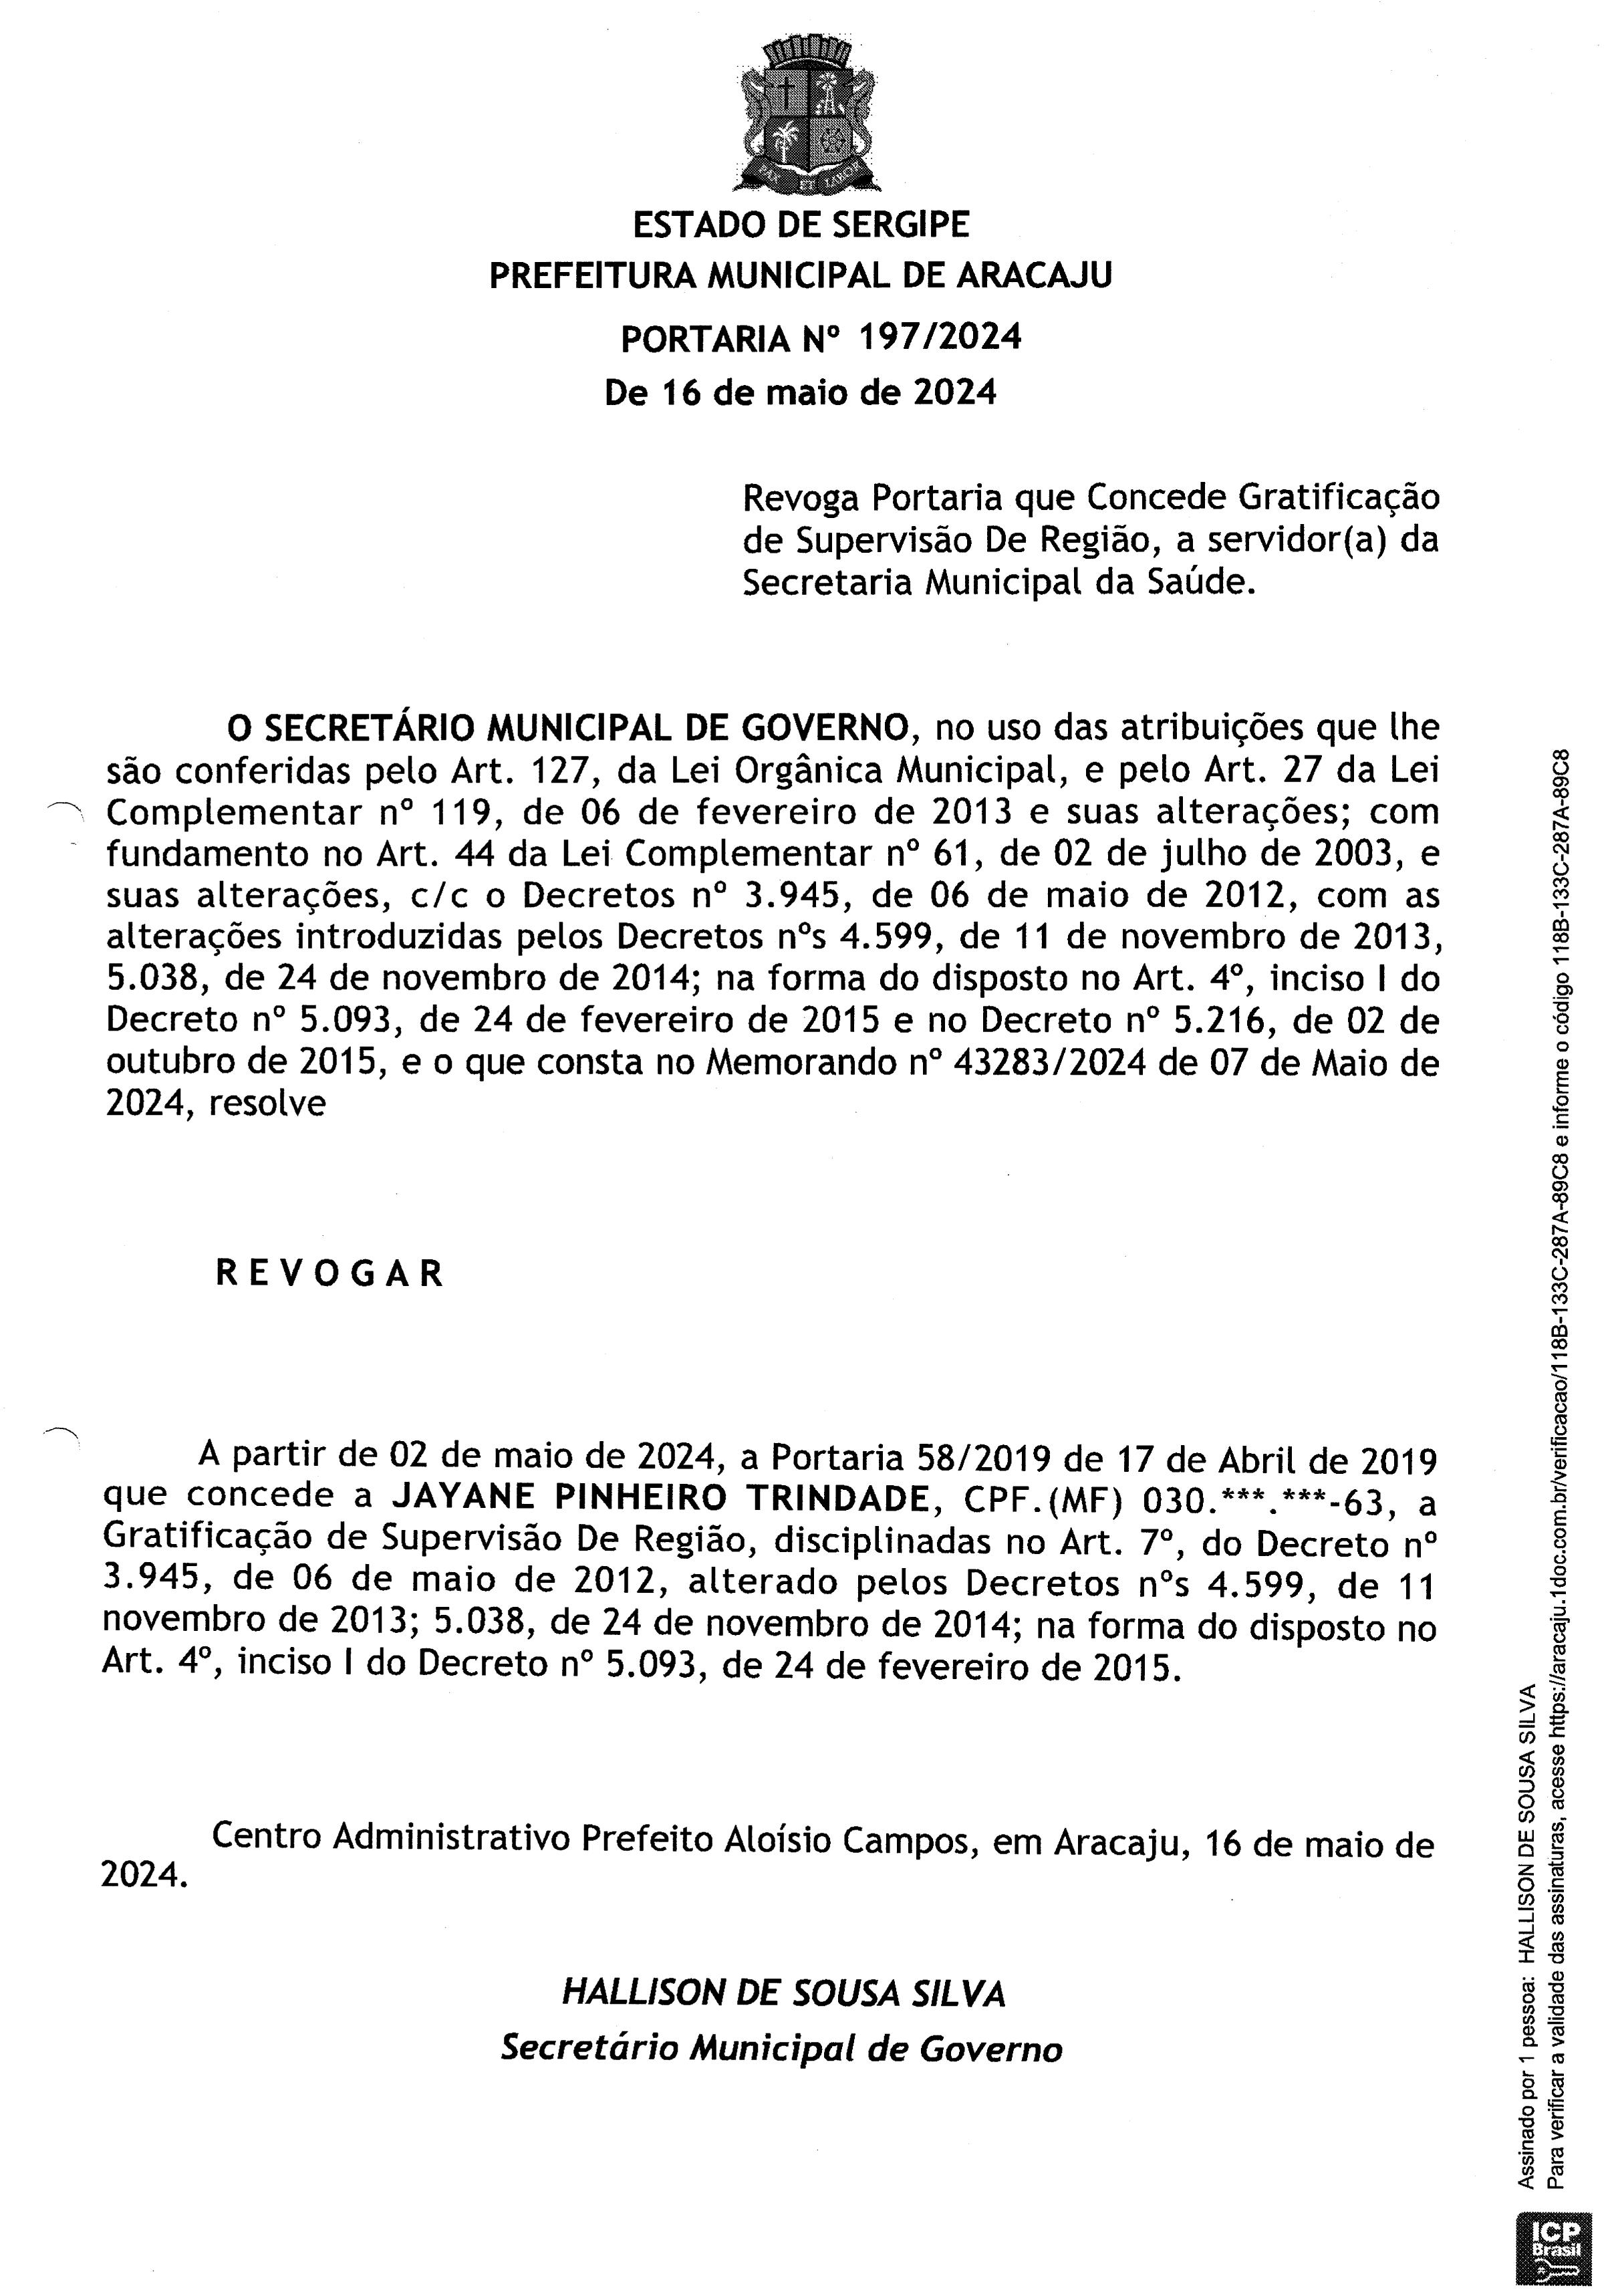 PAX ET LABOR
ESTADO DE SERGIPE
PREFEITURA MUNICIPAL DE ARACAJU
PORTARIA Nº 197/2024
De 16 de maio de 2024
Revoga Portaria que Concede Gratificação
de Supervisão De Região, a servidor(a) da
Secretaria Municipal da Saúde.
O SECRETÁRIO MUNICIPAL DE GOVERNO, no uso das atribuições que lhe
são conferidas pelo Art. 127, da Lei Orgânica Municipal, e pelo Art. 27 da Lei
Complementar nº 119, de 06 de fevereiro de 2013 e suas alterações; com
fundamento no Art. 44 da Lei Complementar nº 61, de 02 de julho de 2003, e
suas alterações, c/c o Decretos nº 3.945, de 06 de maio de 2012, com as
alterações introduzidas pelos Decretos nºs 4.599, de 11 de novembro de 2013,
5.038, de 24 de novembro de 2014; na forma do disposto no Art. 4º, inciso I do
Decreto nº 5.093, de 24 de fevereiro de 2015 e no Decreto nº 5.216, de 02 de
outubro de 2015, e o que consta no Memorando nº 43283/2024 de 07 de Maio de
2024, resolve
R E V O G A R
A partir de 02 de maio de 2024, a Portaria 58/2019 de 17 de Abril de 2019
que concede a JAYANE PINHEIRO TRINDADE, CPF.(MF) 030.***.***-63, a
Gratificação de Supervisão De Região, disciplinadas no Art. 7º, do Decreto nº
3.945, de 06 de maio de 2012, alterado pelos Decretos nºs 4.599, de 11
novembro de 2013; 5.038, de 24 de novembro de 2014; na forma do disposto no
Art. 4º, inciso I do Decreto nº 5.093, de 24 de fevereiro de 2015.
Centro Administrativo Prefeito Aloísio Campos, em Aracaju, 16 de maio de
2024.
HALLISON DE SOUSA SILVA
Secretário Municipal de Governo
Assinado por 1 pessoa: HALLISON DE SOUSA SILVA
Para verificar a validade das assinaturas, acesse https://aracaju.1doc.com.br/verificacao/118B-133C-287A-89C8 e informe o código 118B-133C-287A-89C8
ICP
Brasil